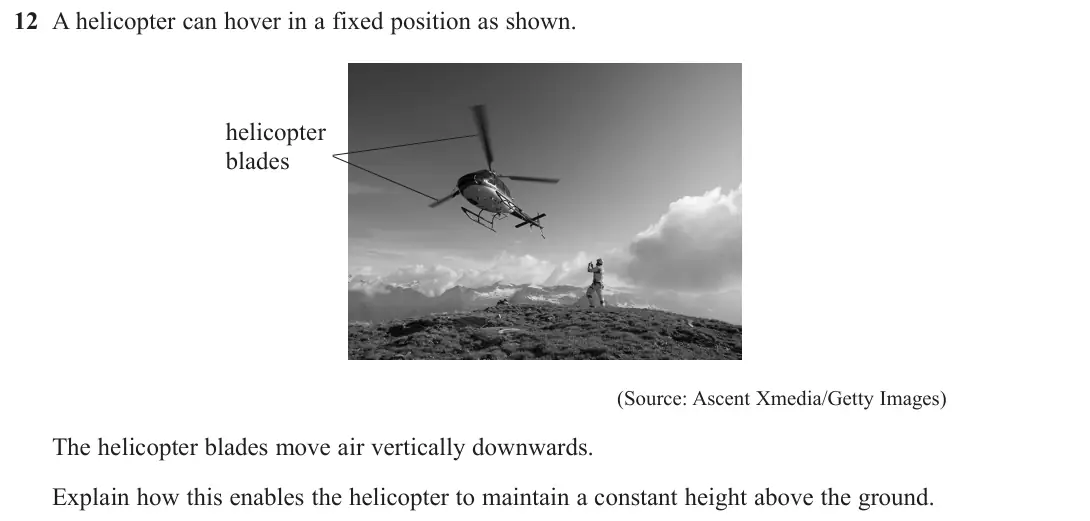 12 A helicopter can hover in a fixed position as shown.
helicopter
blades
(Source: Ascent Xmedia/Getty Images)
The helicopter blades move air vertically downwards.
Explain how this enables the helicopter to maintain a constant height above the ground.